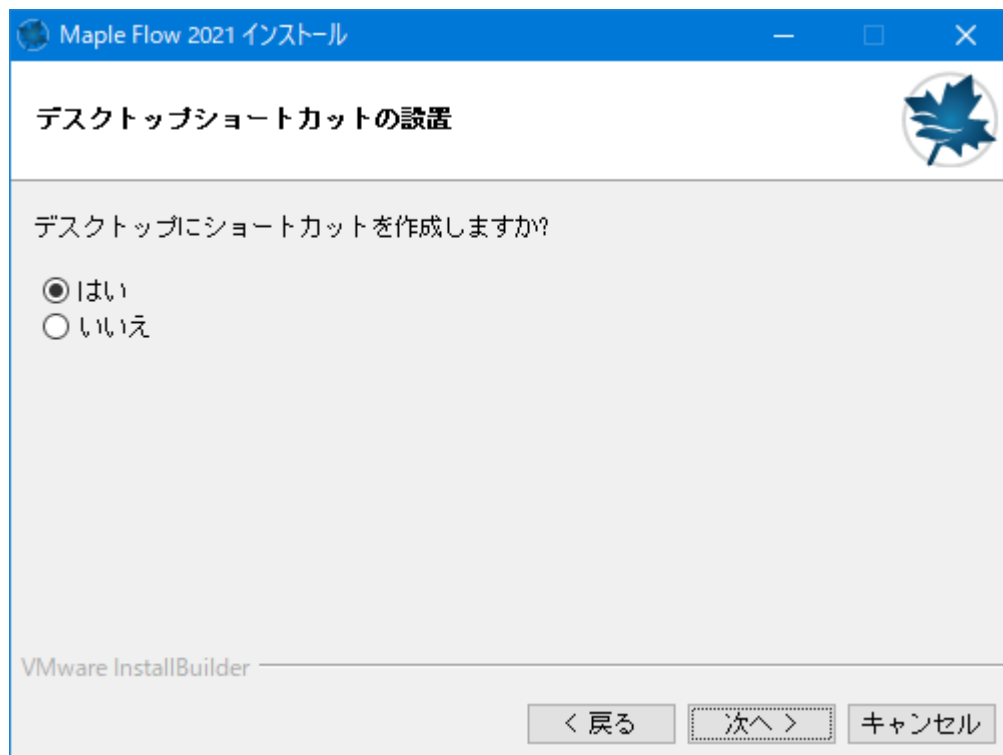 Maple Flow 2021 インストール
デスクトップショートカットの設置
デスクトップにショートカットを作成しますか?
はい
いいえ
VMware InstallBuilder
< 戻る 次へ > キャンセル